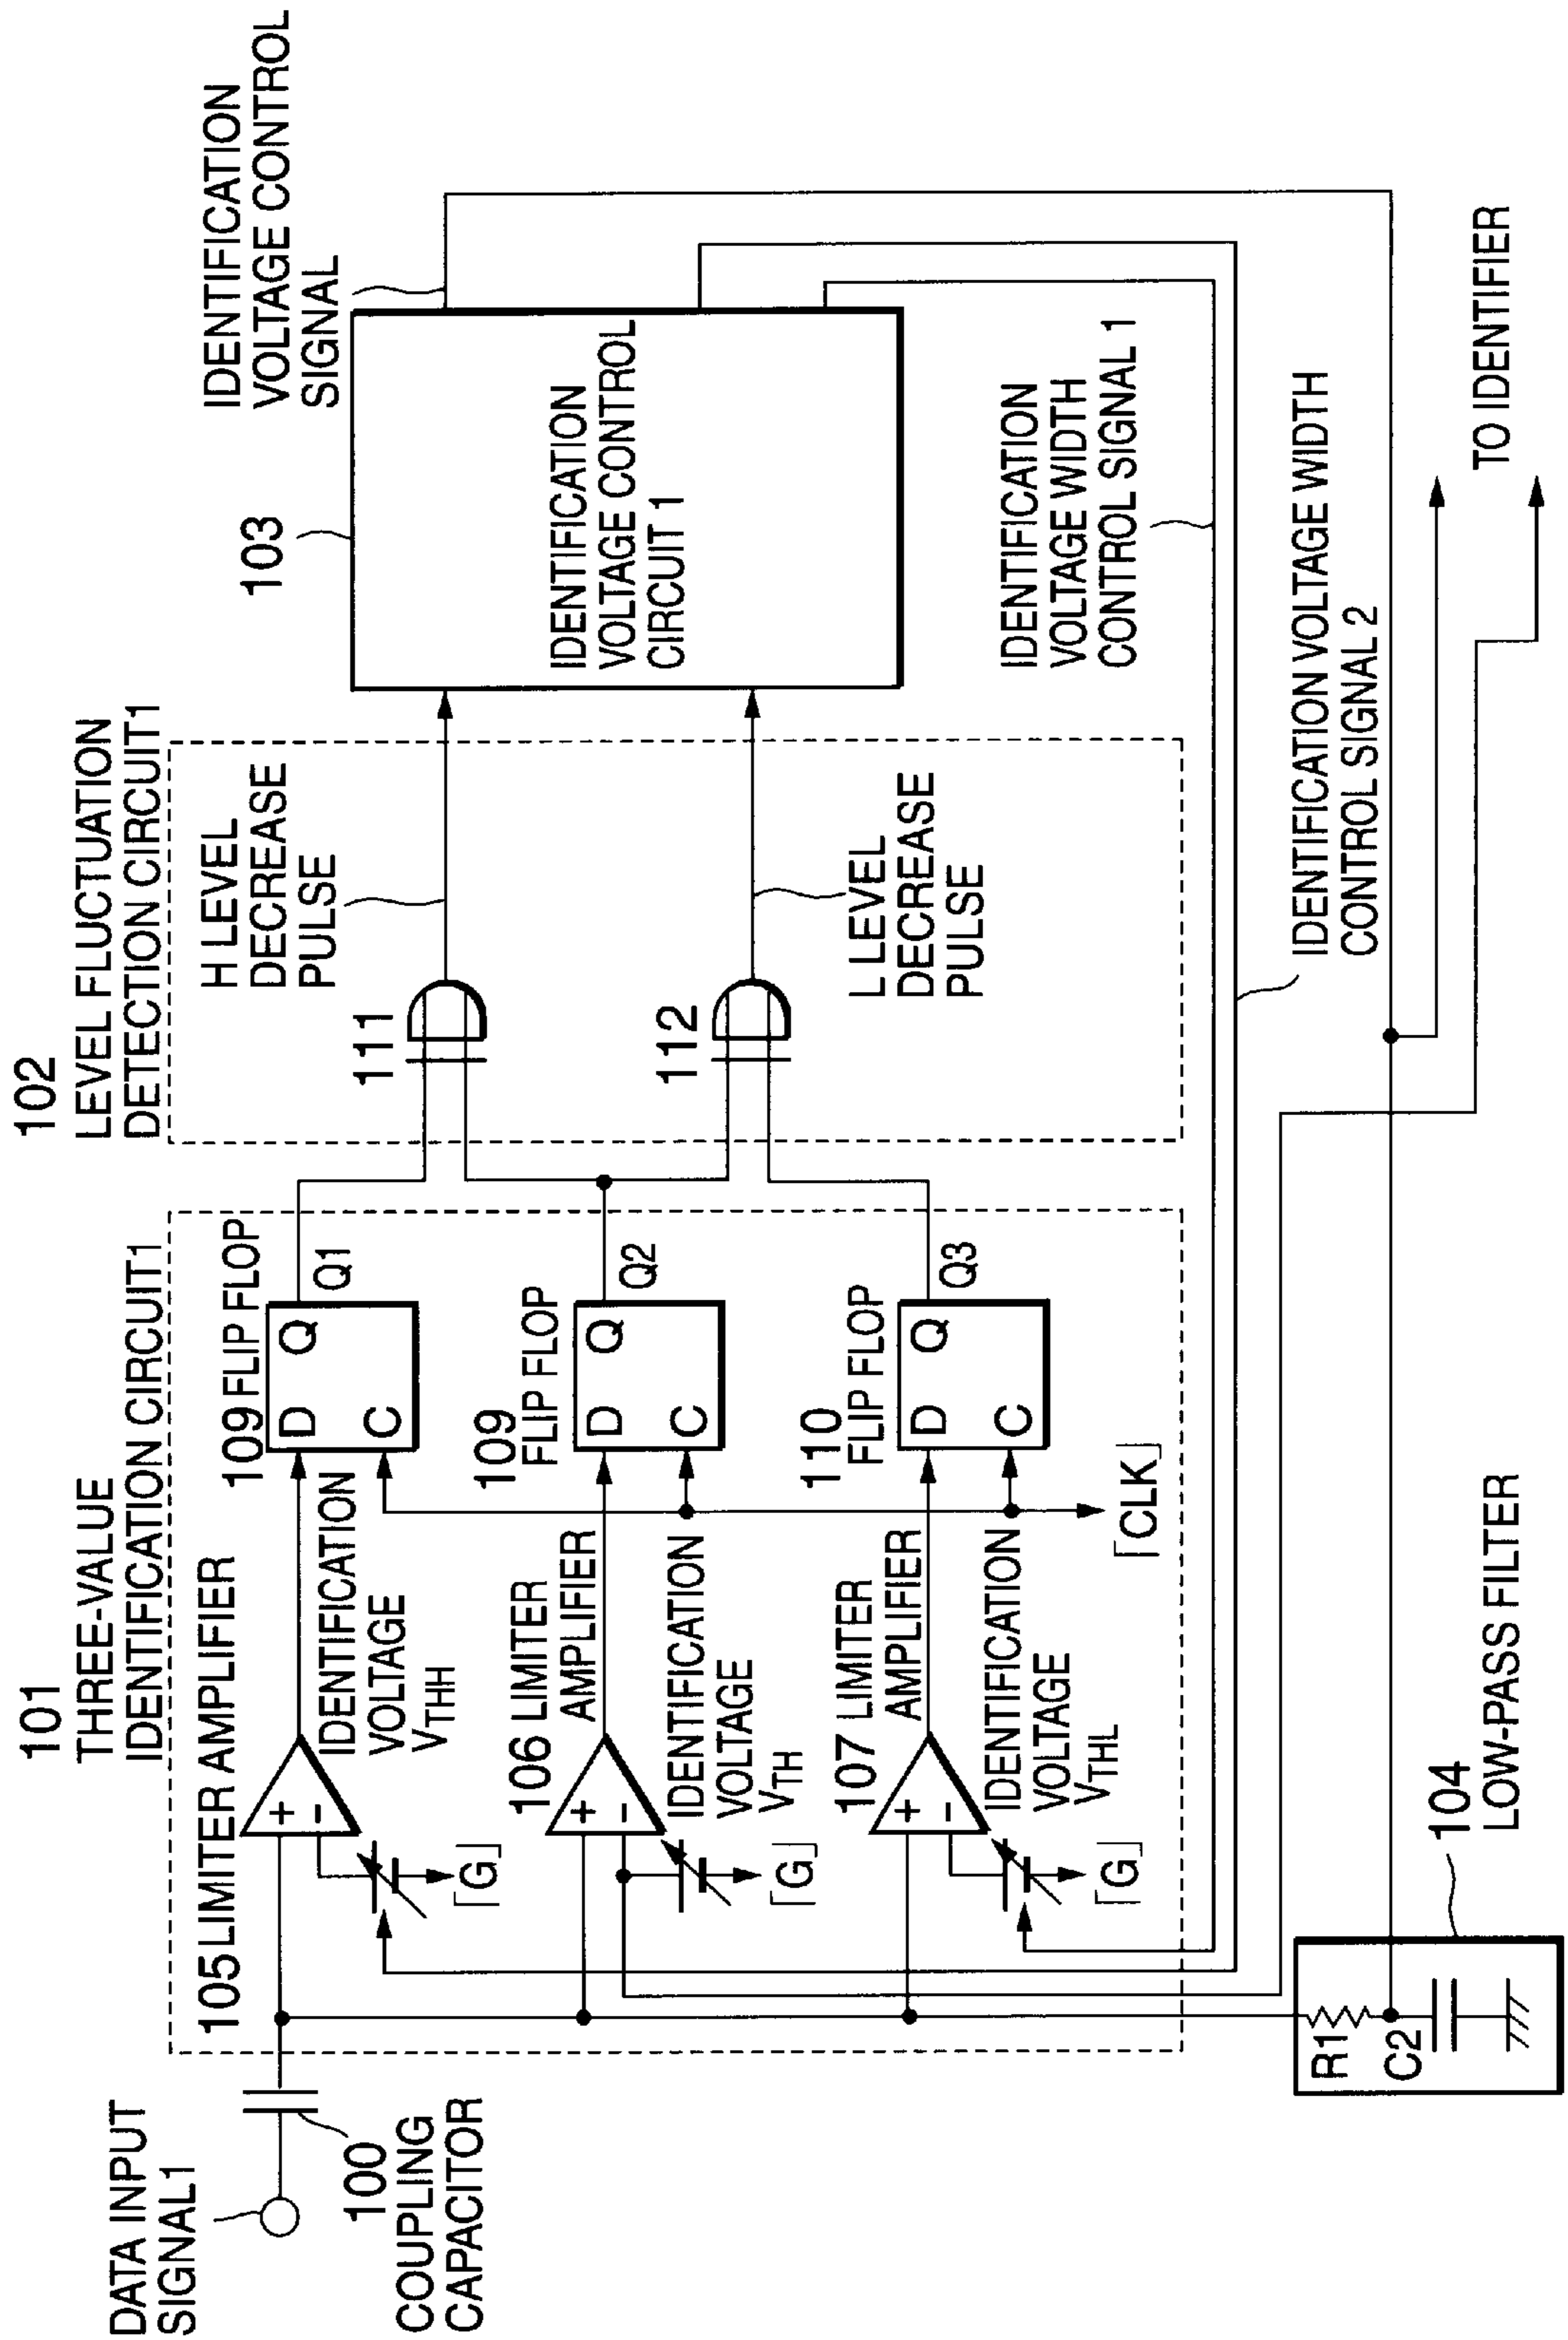 DATA INPUT
SIGNAL1
100
COUPLING
CAPACITOR
101
THREE-VALUE
IDENTIFICATION CIRCUIT1
105 LIMITER AMPLIFIER
+
-
「G」
IDENTIFICATION
VOLTAGE
VTHH
109 FLIP FLOP
D
Q
C
Q1
106 LIMITER
AMPLIFIER
+
-
「G」
IDENTIFICATION
VOLTAGE
VTH
109
FLIP FLOP
D
Q
C
Q2
107 LIMITER
AMPLIFIER
+
-
「G」
IDENTIFICATION
VOLTAGE
VTHL
110
FLIP FLOP
D
Q
C
Q3
「CLK」
102
LEVEL FLUCTUATION
DETECTION CIRCUIT1
111
H LEVEL
DECREASE
PULSE
112
L LEVEL
DECREASE
PULSE
103
IDENTIFICATION
VOLTAGE CONTROL
CIRCUIT 1
IDENTIFICATION
VOLTAGE CONTROL
SIGNAL
IDENTIFICATION
VOLTAGE WIDTH
CONTROL SIGNAL 1
IDENTIFICATION VOLTAGE WIDTH
CONTROL SIGNAL 2
TO IDENTIFIER
104
LOW-PASS FILTER
R1
C2